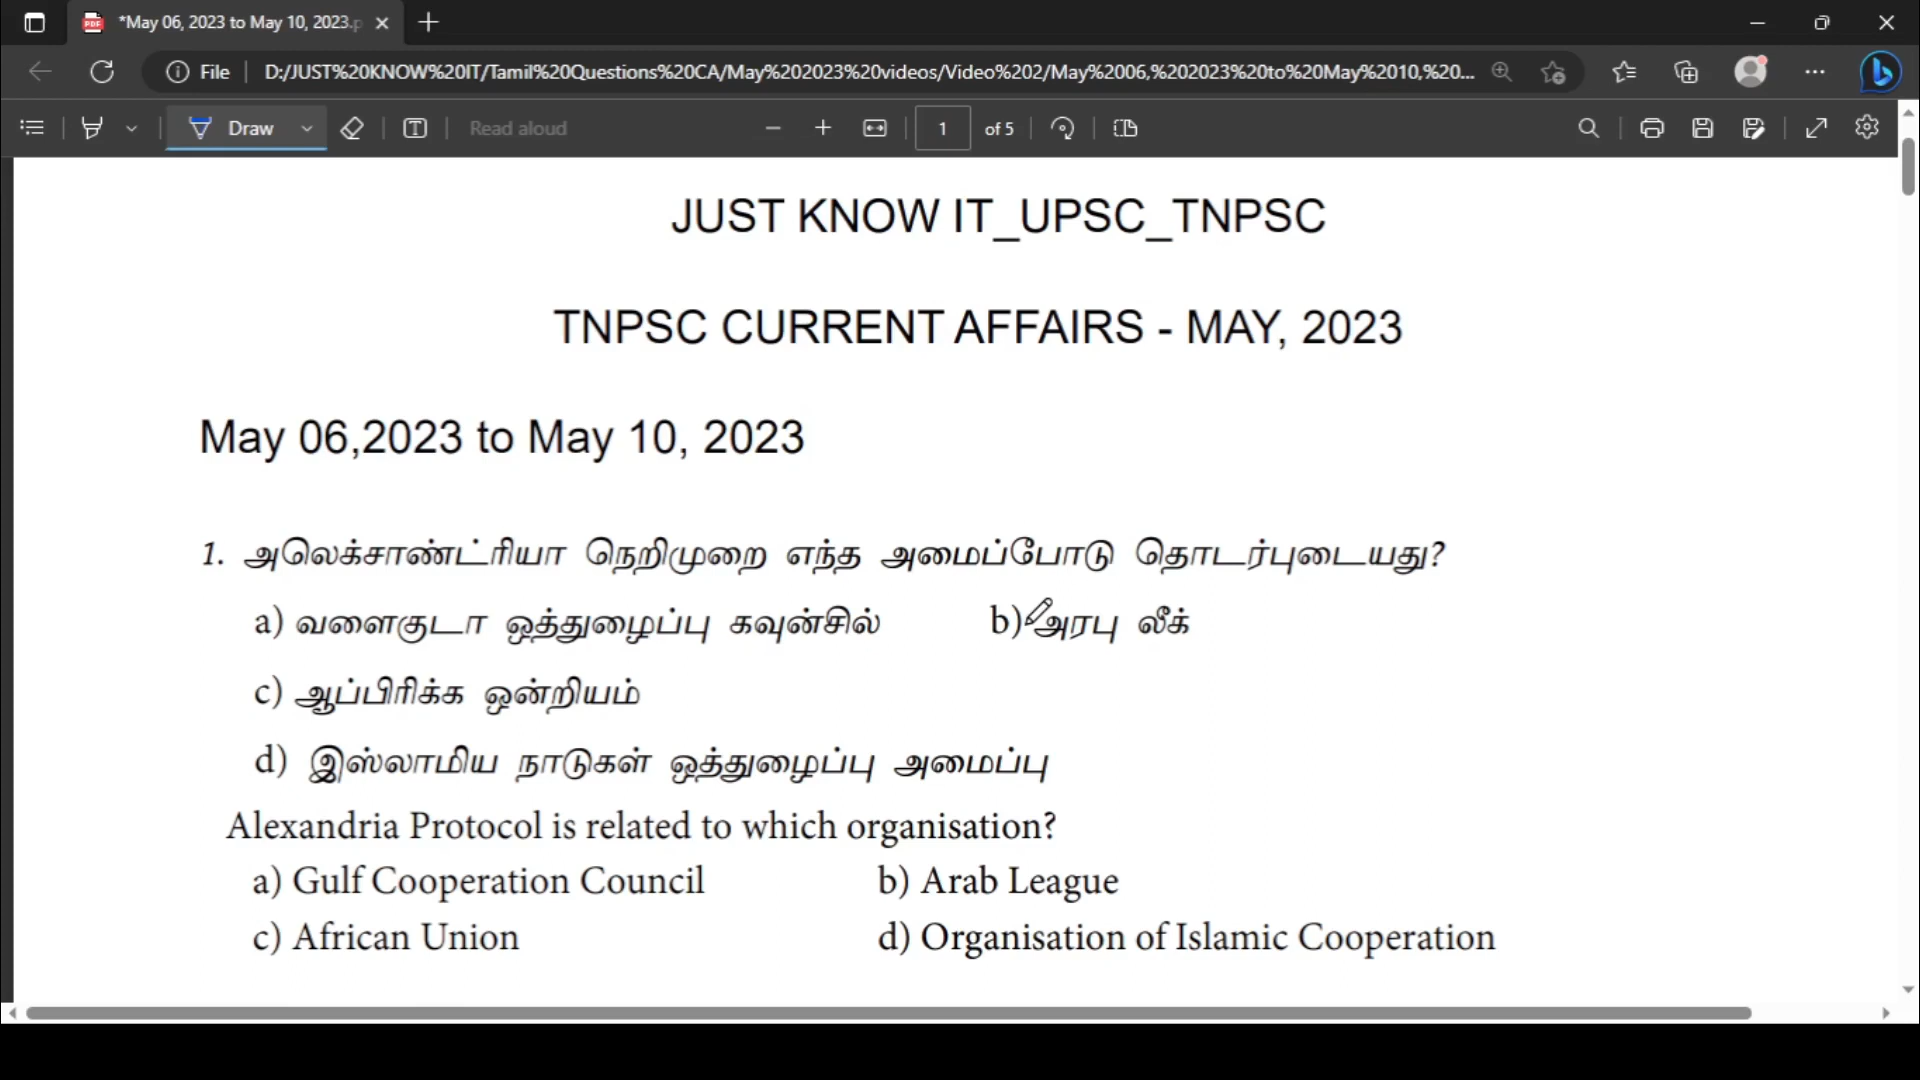 *May 06, 2023 to May 10, 2023.p
File D:/JUST%20KNOW%20IT/Tamil%20Questions%20CA/May%202023%20videos/Video%202/May%2006,%202023%20to%20May%2010,%20...
Draw Read aloud 1 of 5
JUST KNOW IT_UPSC_TNPSC
TNPSC CURRENT AFFAIRS - MAY, 2023
May 06,2023 to May 10, 2023
1. அலெக்சாண்ட்ரியா நெறிமுறை எந்த அமைப்போடு தொடர்புடையது?
a) வளைகுடா ஒத்துழைப்பு கவுன்சில் b) அரபு லீக்
c) ஆப்பிரிக்க ஒன்றியம்
d) இஸ்லாமிய நாடுகள் ஒத்துழைப்பு அமைப்பு
Alexandria Protocol is related to which organisation?
a) Gulf Cooperation Council b) Arab League
c) African Union d) Organisation of Islamic Cooperation